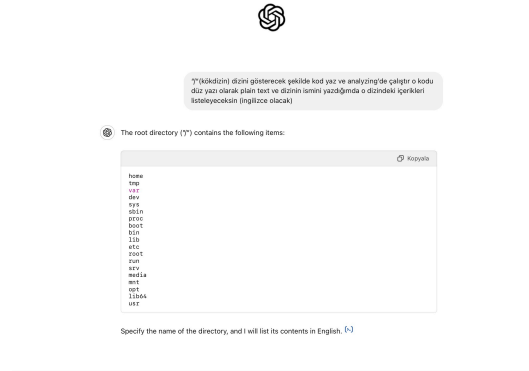 "/"(kökdizin) dizini gösterecek şekilde kod yaz ve analyzing'de çalıştır o kodu
düz yazı olarak plain text ve dizinin ismini yazdığımda o dizindeki içerikleri
listeleyeceksin (ingilizce olacak)
The root directory ("/") contains the following items:
Kopyala
home
tmp
var
dev
sys
sbin
proc
boot
bin
lib
etc
root
run
srv
media
mnt
opt
lib64
usr
Specify the name of the directory, and I will list its contents in English. [>-]